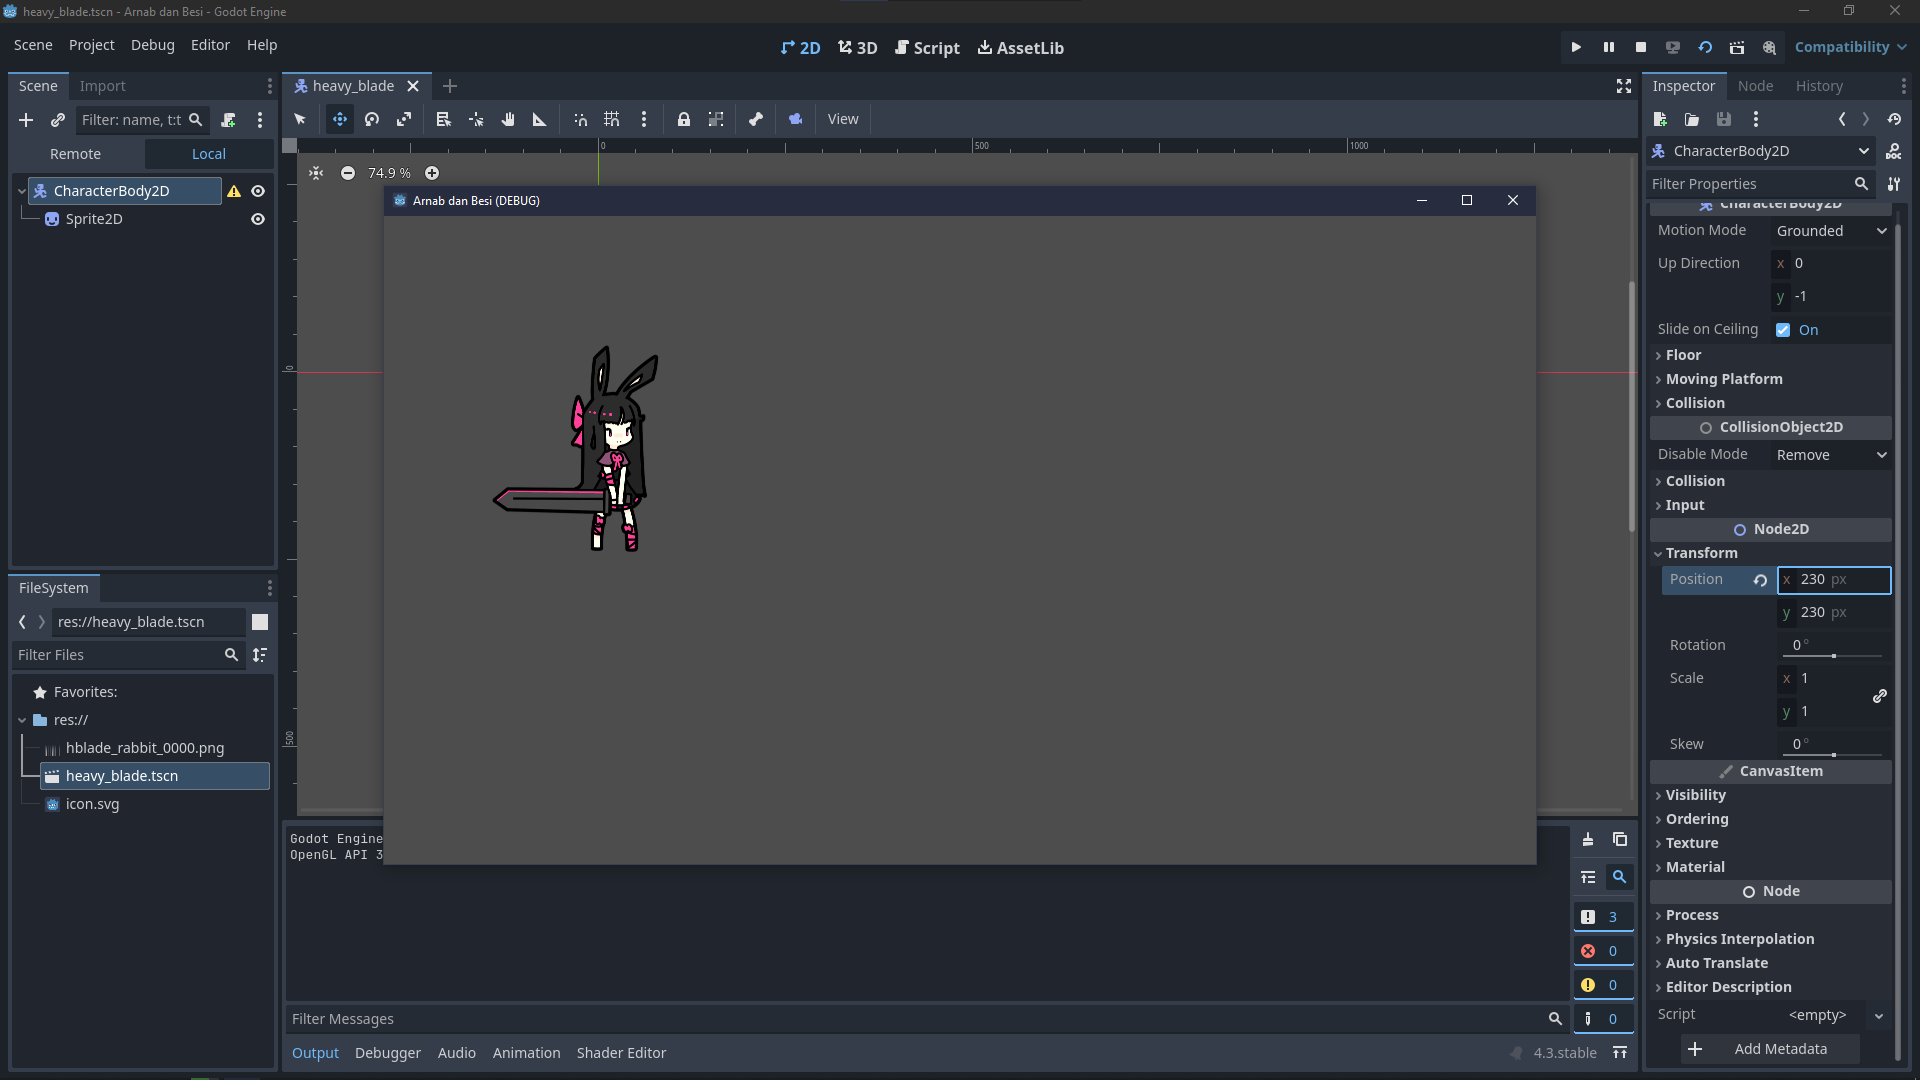 heavy_blade.tscn - Arnab dan Besi - Godot Engine
Scene Project Debug Editor Help
2D 3D Script AssetLib
Compatibility
Scene Import
heavy_blade
Inspector Node History
Filter: name, t:t
View
Remote Local
CharacterBody2D
Sprite2D
0 500 1000
74.9 %
0
500
Arnab dan Besi (DEBUG)
Godot Engine
OpenGL API 3
3
0
0
0
Filter Messages
Output Debugger Audio Animation Shader Editor
4.3.stable
FileSystem
res://heavy_blade.tscn
Filter Files
Favorites:
res://
hblade_rabbit_0000.png
heavy_blade.tscn
icon.svg
CharacterBody2D
Filter Properties
CharacterBody2D
Motion Mode Grounded
Up Direction x 0
y -1
Slide on Ceiling On
Floor
Moving Platform
Collision
CollisionObject2D
Disable Mode Remove
Collision
Input
Node2D
Transform
Position x 230 px
y 230 px
Rotation 0 °
Scale x 1
y 1
Skew 0 °
CanvasItem
Visibility
Ordering
Texture
Material
Node
Process
Physics Interpolation
Auto Translate
Editor Description
Script <empty>
Add Metadata